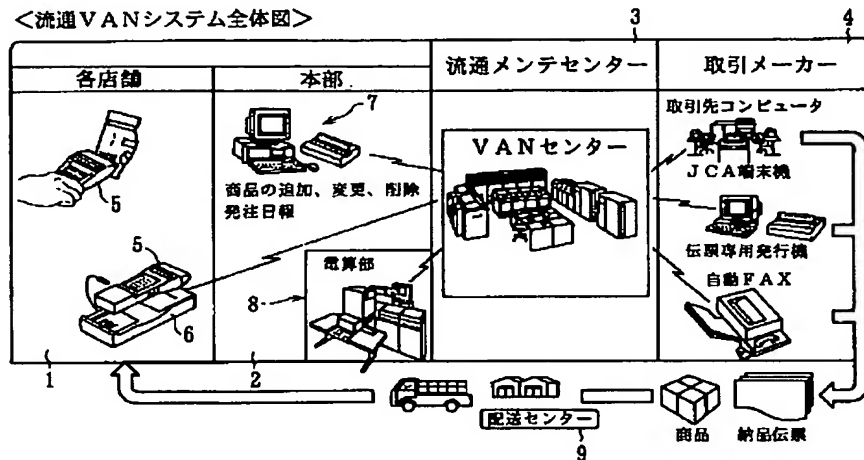 <流通VANシステム全体図>
3
4
各店舗
本部
流通メンテセンター
取引メーカー
7
5
商品の追加、変更、削除
発注日報
VANセンター
取引先コンピュータ
JCA端末機
伝票専用発行機
自動FAX
5
6
電算部
8
1
2
配送センター
9
商品
納品伝票